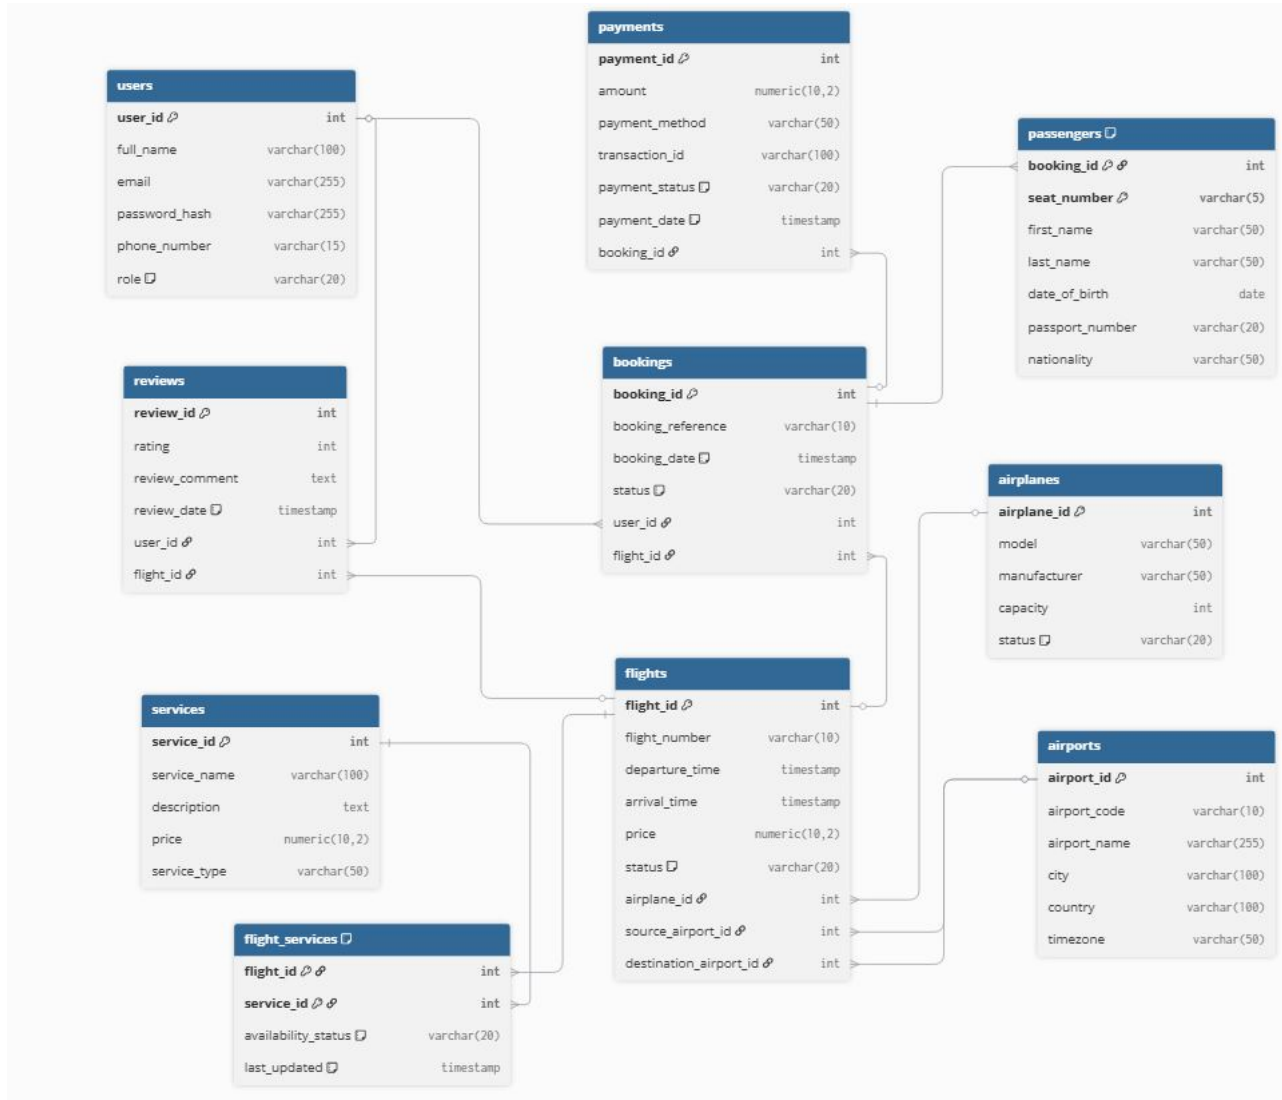 payments
payment_id int
amount numeric(10,2)
payment_method varchar(50)
transaction_id varchar(100)
payment_status varchar(20)
payment_date timestamp
booking_id int
users
user_id int
full_name varchar(100)
email varchar(255)
password_hash varchar(255)
phone_number varchar(15)
role varchar(20)
passengers
booking_id int
seat_number varchar(5)
first_name varchar(50)
last_name varchar(50)
date_of_birth date
passport_number varchar(20)
nationality varchar(50)
reviews
review_id int
rating int
review_comment text
review_date timestamp
user_id int
flight_id int
bookings
booking_id int
booking_reference varchar(10)
booking_date timestamp
status varchar(20)
user_id int
flight_id int
airplanes
airplane_id int
model varchar(50)
manufacturer varchar(50)
capacity int
status varchar(20)
services
service_id int
service_name varchar(100)
description text
price numeric(10,2)
service_type varchar(50)
flights
flight_id int
flight_number varchar(10)
departure_time timestamp
arrival_time timestamp
price numeric(10,2)
status varchar(20)
airplane_id int
source_airport_id int
destination_airport_id int
airports
airport_id int
airport_code varchar(10)
airport_name varchar(255)
city varchar(100)
country varchar(100)
timezone varchar(50)
flight_services
flight_id int
service_id int
availability_status varchar(20)
last_updated timestamp